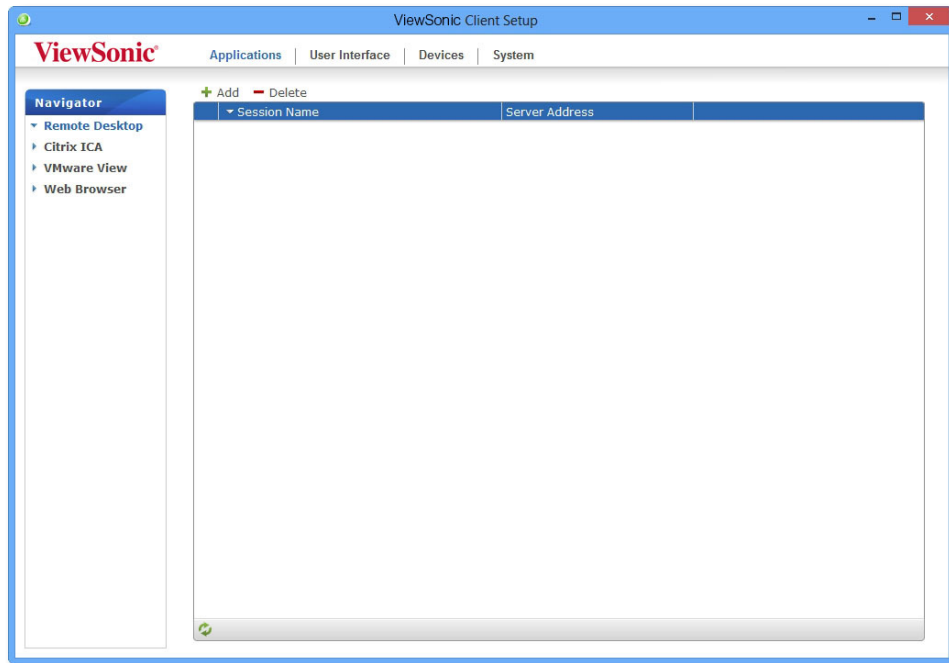 ViewSonic Client Setup
ViewSonic®
Applications User Interface Devices System
Navigator
Remote Desktop
Citrix ICA
VMware View
Web Browser
Add Delete
Session Name Server Address